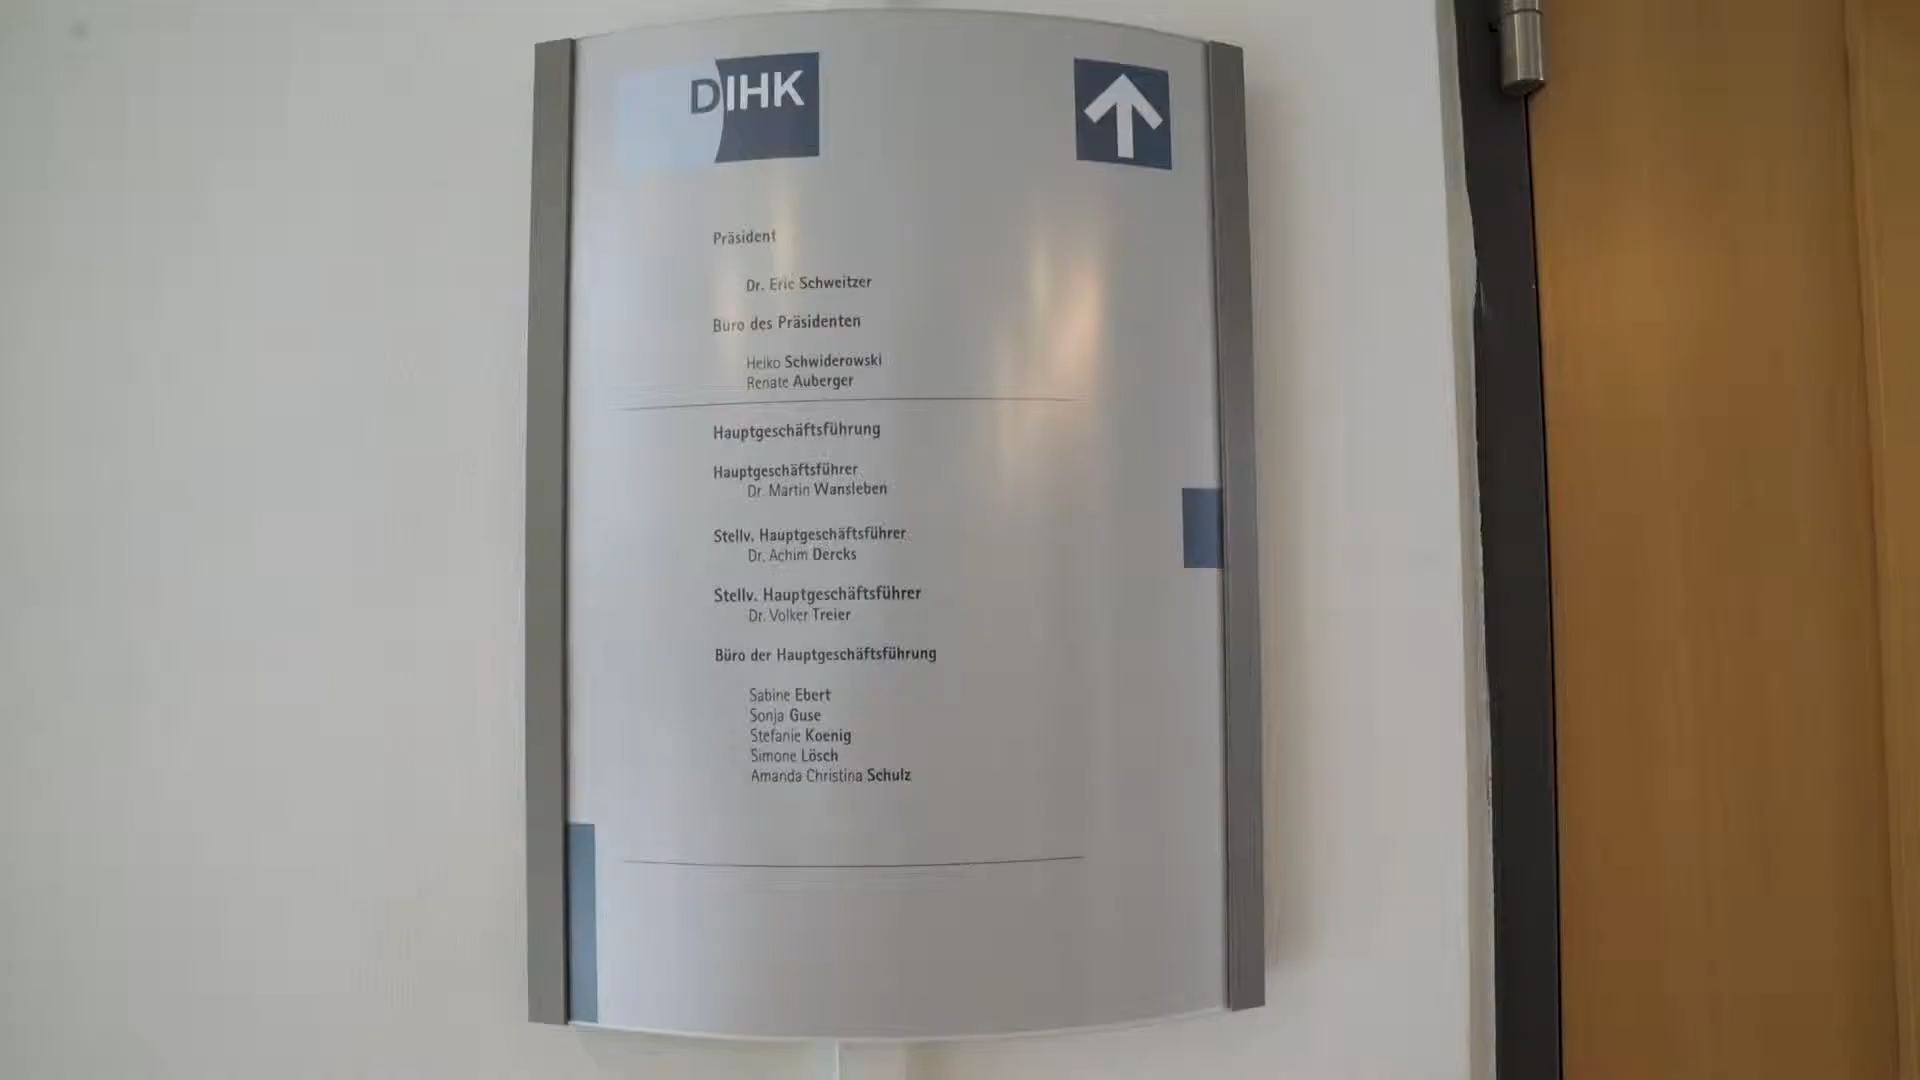 DIHK
Präsident
Dr. Eric Schweitzer
Büro des Präsidenten
Heiko Schwiderowski
Renate Auberger
Hauptgeschäftsführung
Hauptgeschäftsführer
Dr. Martin Wansleben
Stellv. Hauptgeschäftsführer
Dr. Achim Dercks
Stellv. Hauptgeschäftsführer
Dr. Volker Treier
Büro der Hauptgeschäftsführung
Sabine Ebert
Sonja Guse
Stefanie Koenig
Simone Lösch
Amanda Christina Schulz